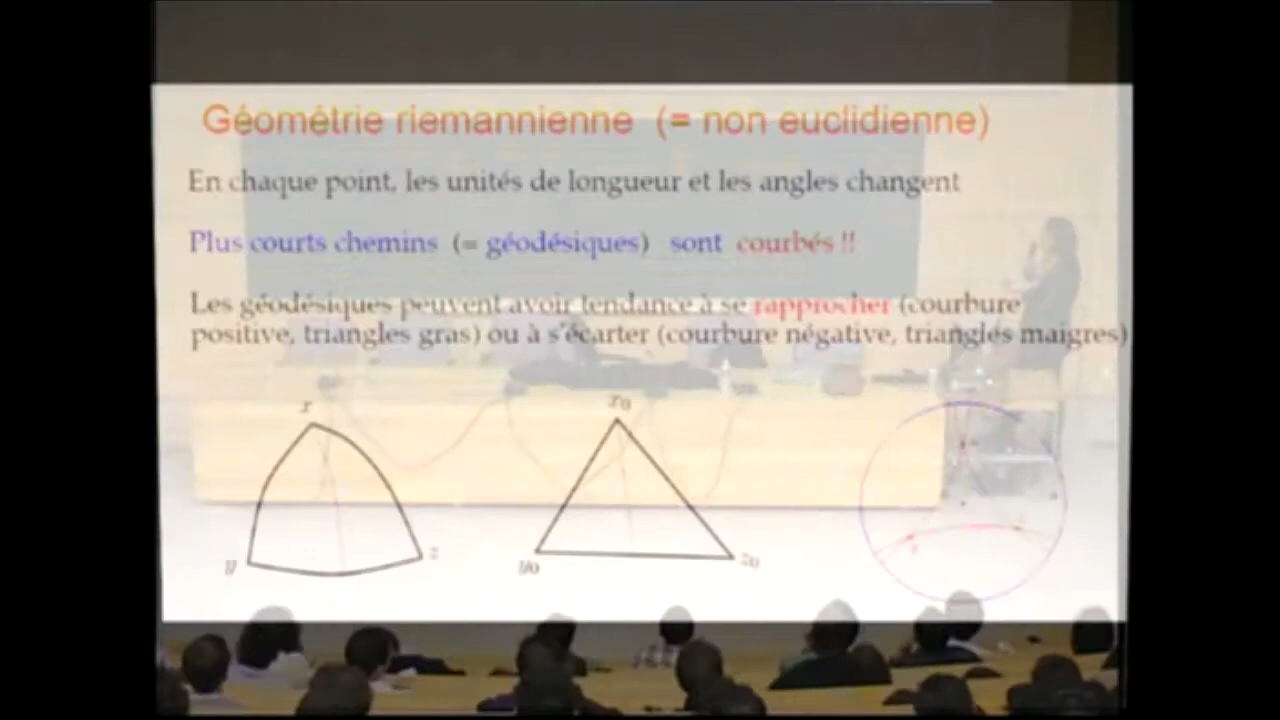 Géométrie riemannienne (= non euclidienne)
En chaque point, les unités de longueur et les angles changent
Plus courts chemins (= géodésiques) sont courbés !!
Les géodésiques peuvent avoir tendance à se rapprocher (courbure
positive, triangles gras) ou à s'écarter (courbure négative, triangles maigres)
x
x₀
y
z
y₀
z₀